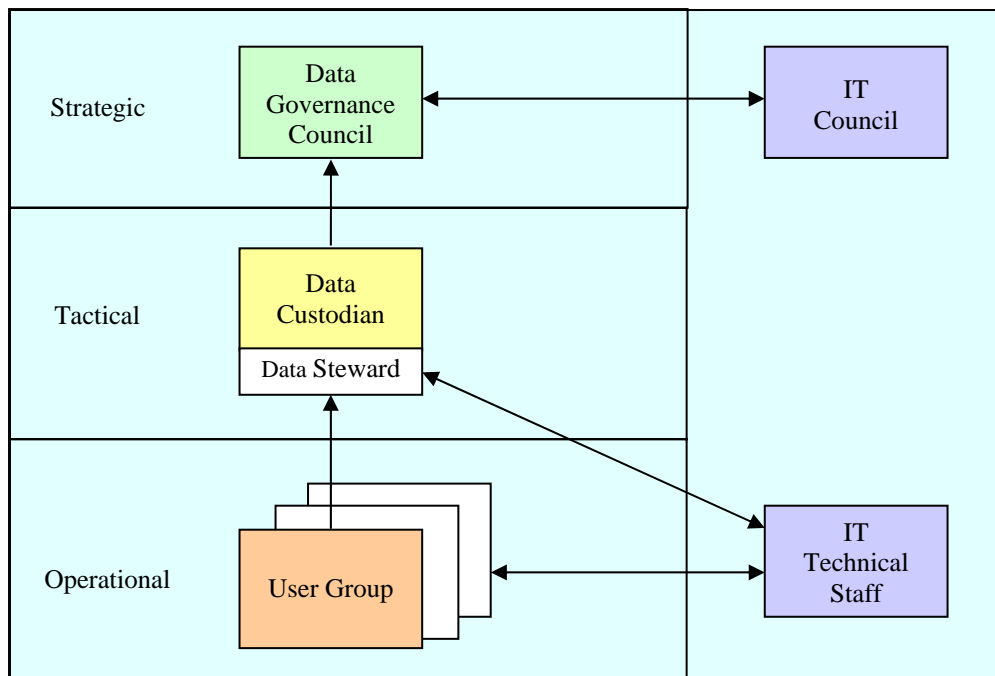 Strategic
Data
Governance
Council
IT
Council
Tactical
Data
Custodian
Data Steward
Operational
User Group
IT
Technical
Staff